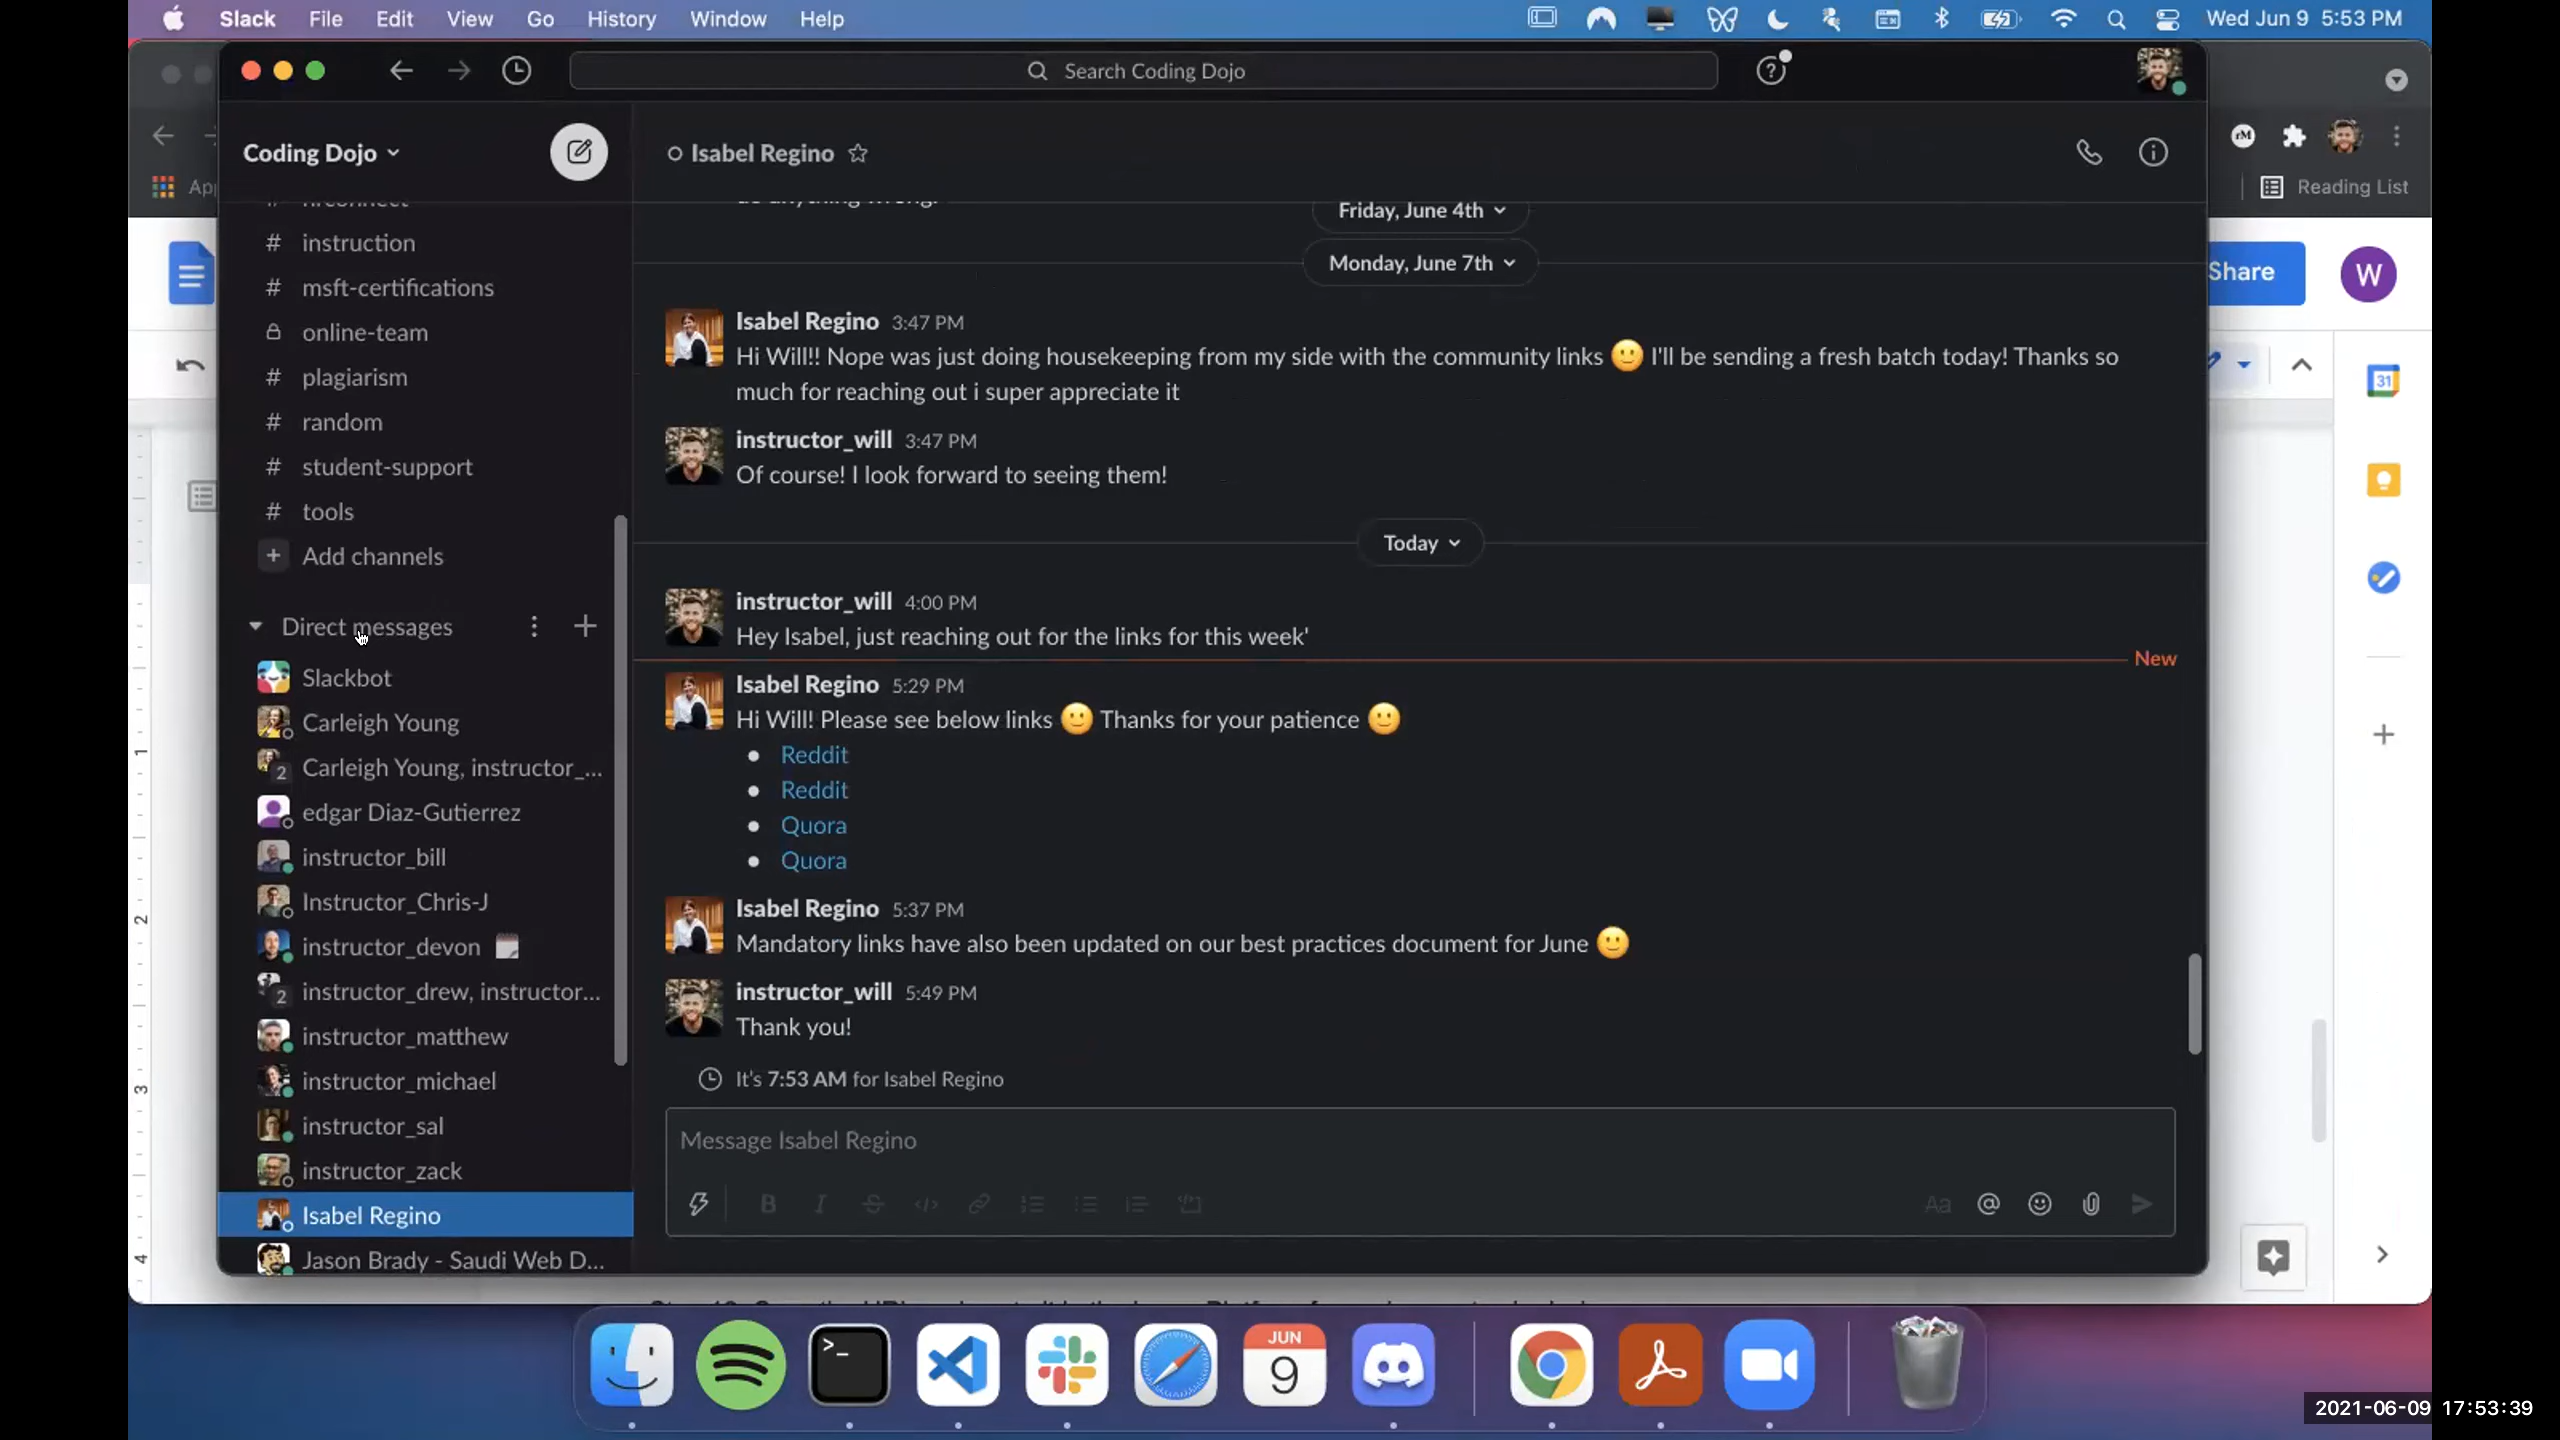 Slack File Edit View Go History Window Help
Wed Jun 9 5:53 PM
Search Coding Dojo
Coding Dojo
Isabel Regino
Reading List
Share
W
# instruction
# msft-certifications
online-team
# plagiarism
# random
# student-support
# tools
+ Add channels
Direct messages
Slackbot
Carleigh Young
2 Carleigh Young, instructor_...
edgar Diaz-Gutierrez
instructor_bill
Instructor_Chris-J
instructor_devon
2 instructor_drew, instructor...
instructor_matthew
instructor_michael
instructor_sal
instructor_zack
Isabel Regino
Jason Brady - Saudi Web D...
Friday, June 4th
Monday, June 7th
Isabel Regino 3:47 PM
Hi Will!! Nope was just doing housekeeping from my side with the community links 🙂 I'll be sending a fresh batch today! Thanks so
much for reaching out i super appreciate it
instructor_will 3:47 PM
Of course! I look forward to seeing them!
Today
instructor_will 4:00 PM
Hey Isabel, just reaching out for the links for this week'
New
Isabel Regino 5:29 PM
Hi Will! Please see below links 🙂 Thanks for your patience 🙂
• Reddit
• Reddit
• Quora
• Quora
Isabel Regino 5:37 PM
Mandatory links have also been updated on our best practices document for June 🙂
instructor_will 5:49 PM
Thank you!
It's 7:53 AM for Isabel Regino
Message Isabel Regino
B I S </>
Aa @
31
1
2
3
4
JUN
9
2021-06-09 17:53:39